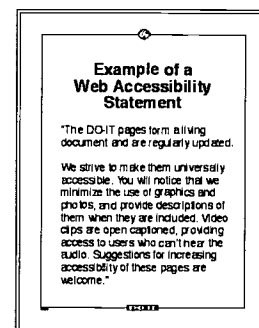 Example of a
Web Accessibility
Statement
"The DO-IT pages form a living
document and are regularly updated.
We strive to make them universally
accessible. You will notice that we
minimize the use of graphics and
photos, and provide descriptions of
them when they are included. Video
clips are open captioned, providing
access to users who can't hear the
audio. Suggestions for increasing
accessibility of these pages are
welcome."
DO-IT